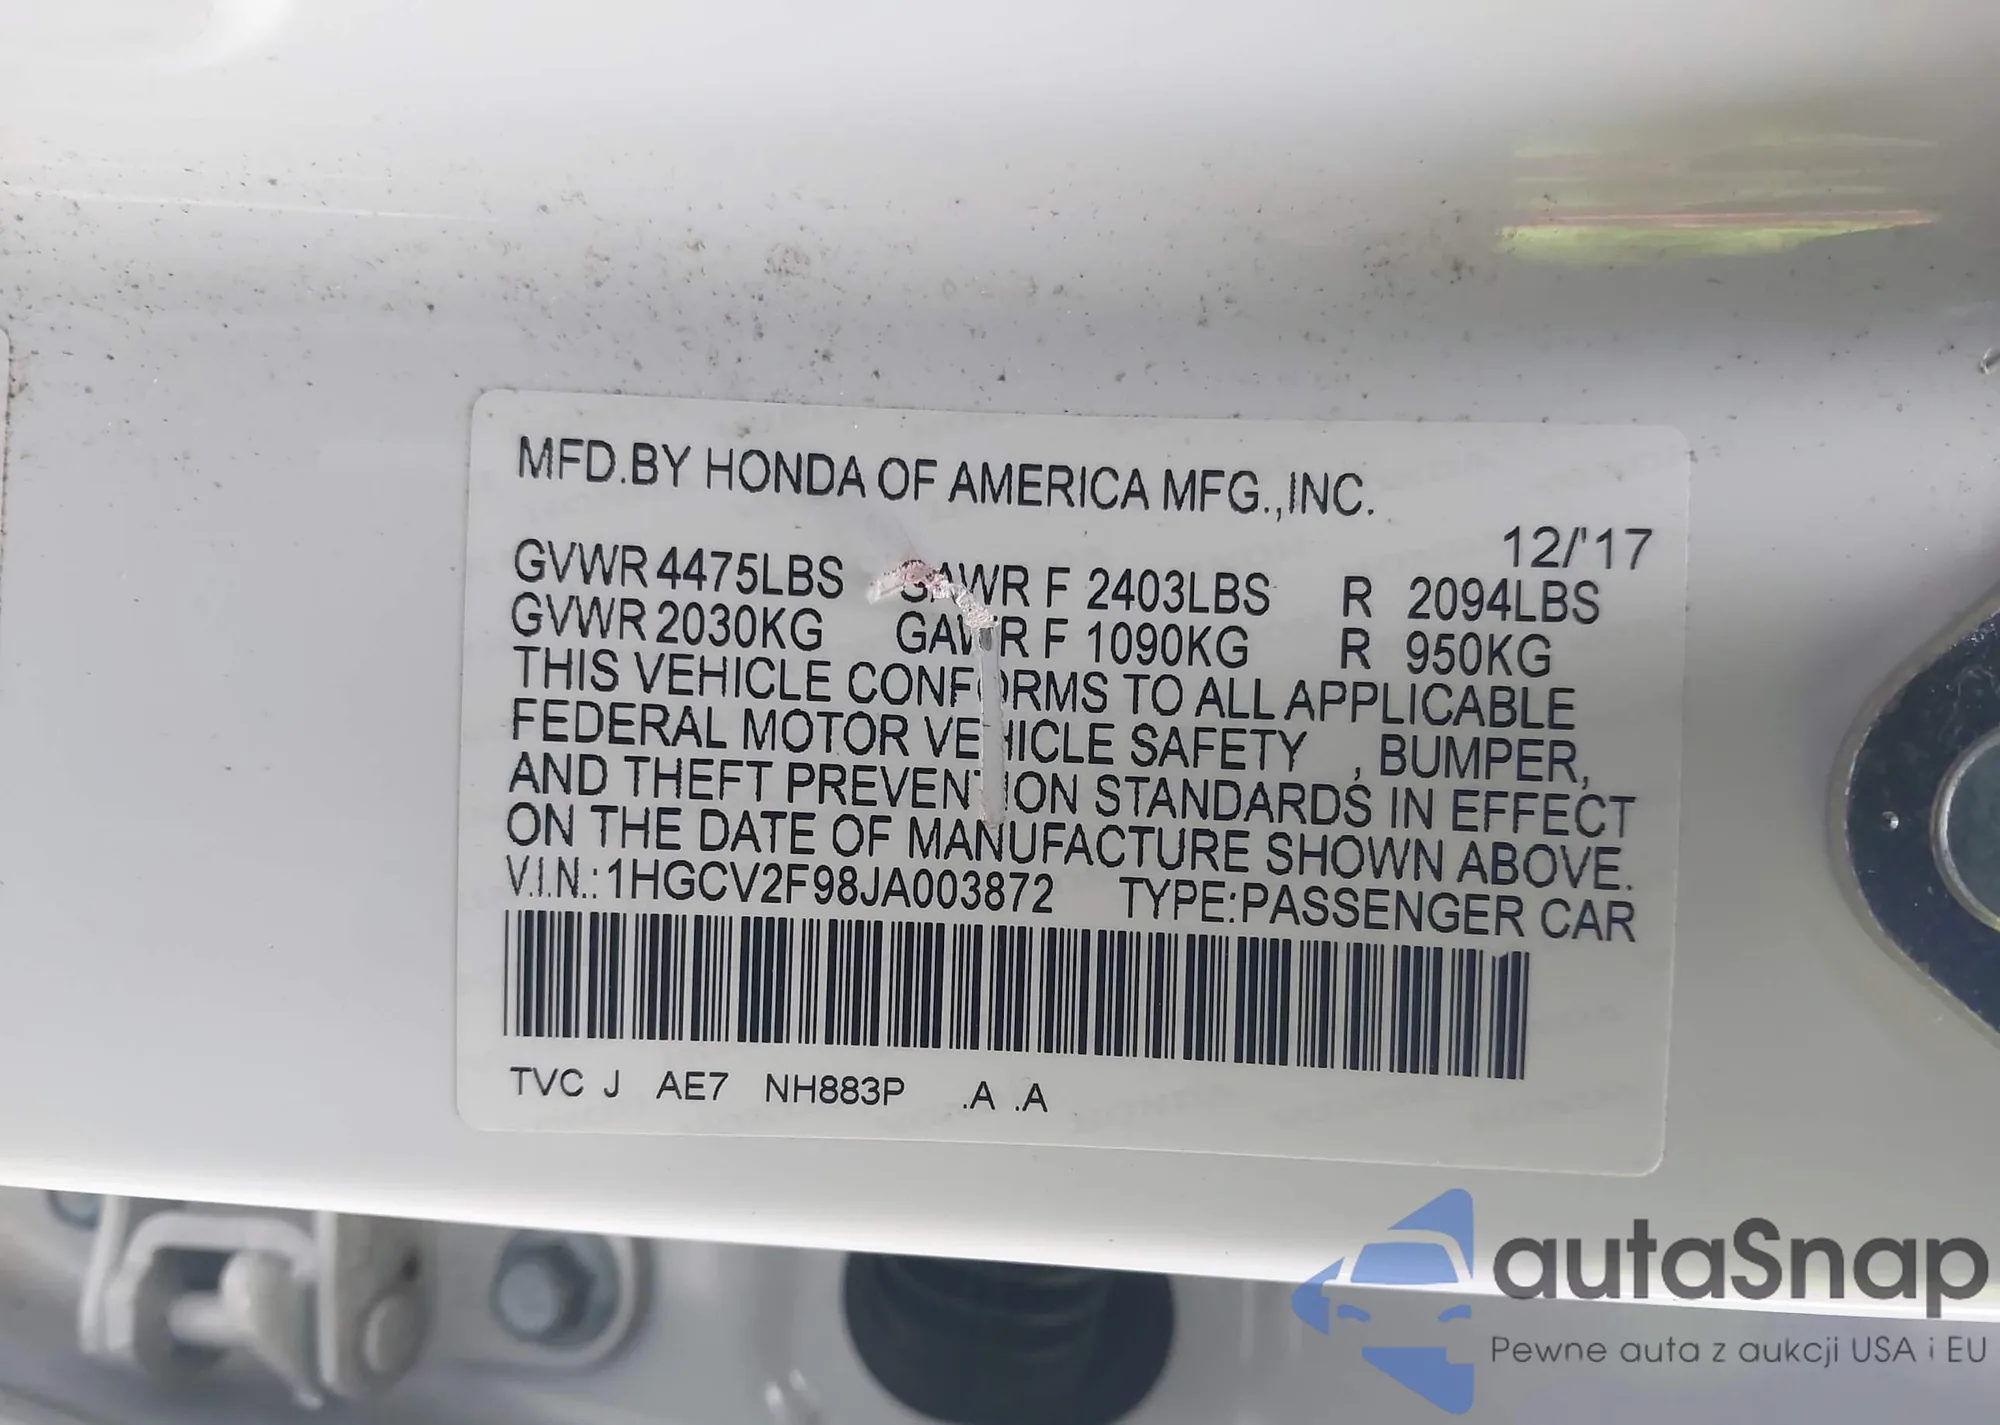 MFD.BY HONDA OF AMERICA MFG.,INC.
12/'17
GVWR 4475LBS GAWR F 2403LBS R 2094LBS
GVWR 2030KG GAWR F 1090KG R 950KG
THIS VEHICLE CONFORMS TO ALL APPLICABLE
FEDERAL MOTOR VEHICLE SAFETY , BUMPER,
AND THEFT PREVENTION STANDARDS IN EFFECT
ON THE DATE OF MANUFACTURE SHOWN ABOVE.
V.I.N.: 1HGCV2F98JA003872 TYPE:PASSENGER CAR
TVC J AE7 NH883P .A .A
autaSnap
Pewne auta z aukcji USA i EU